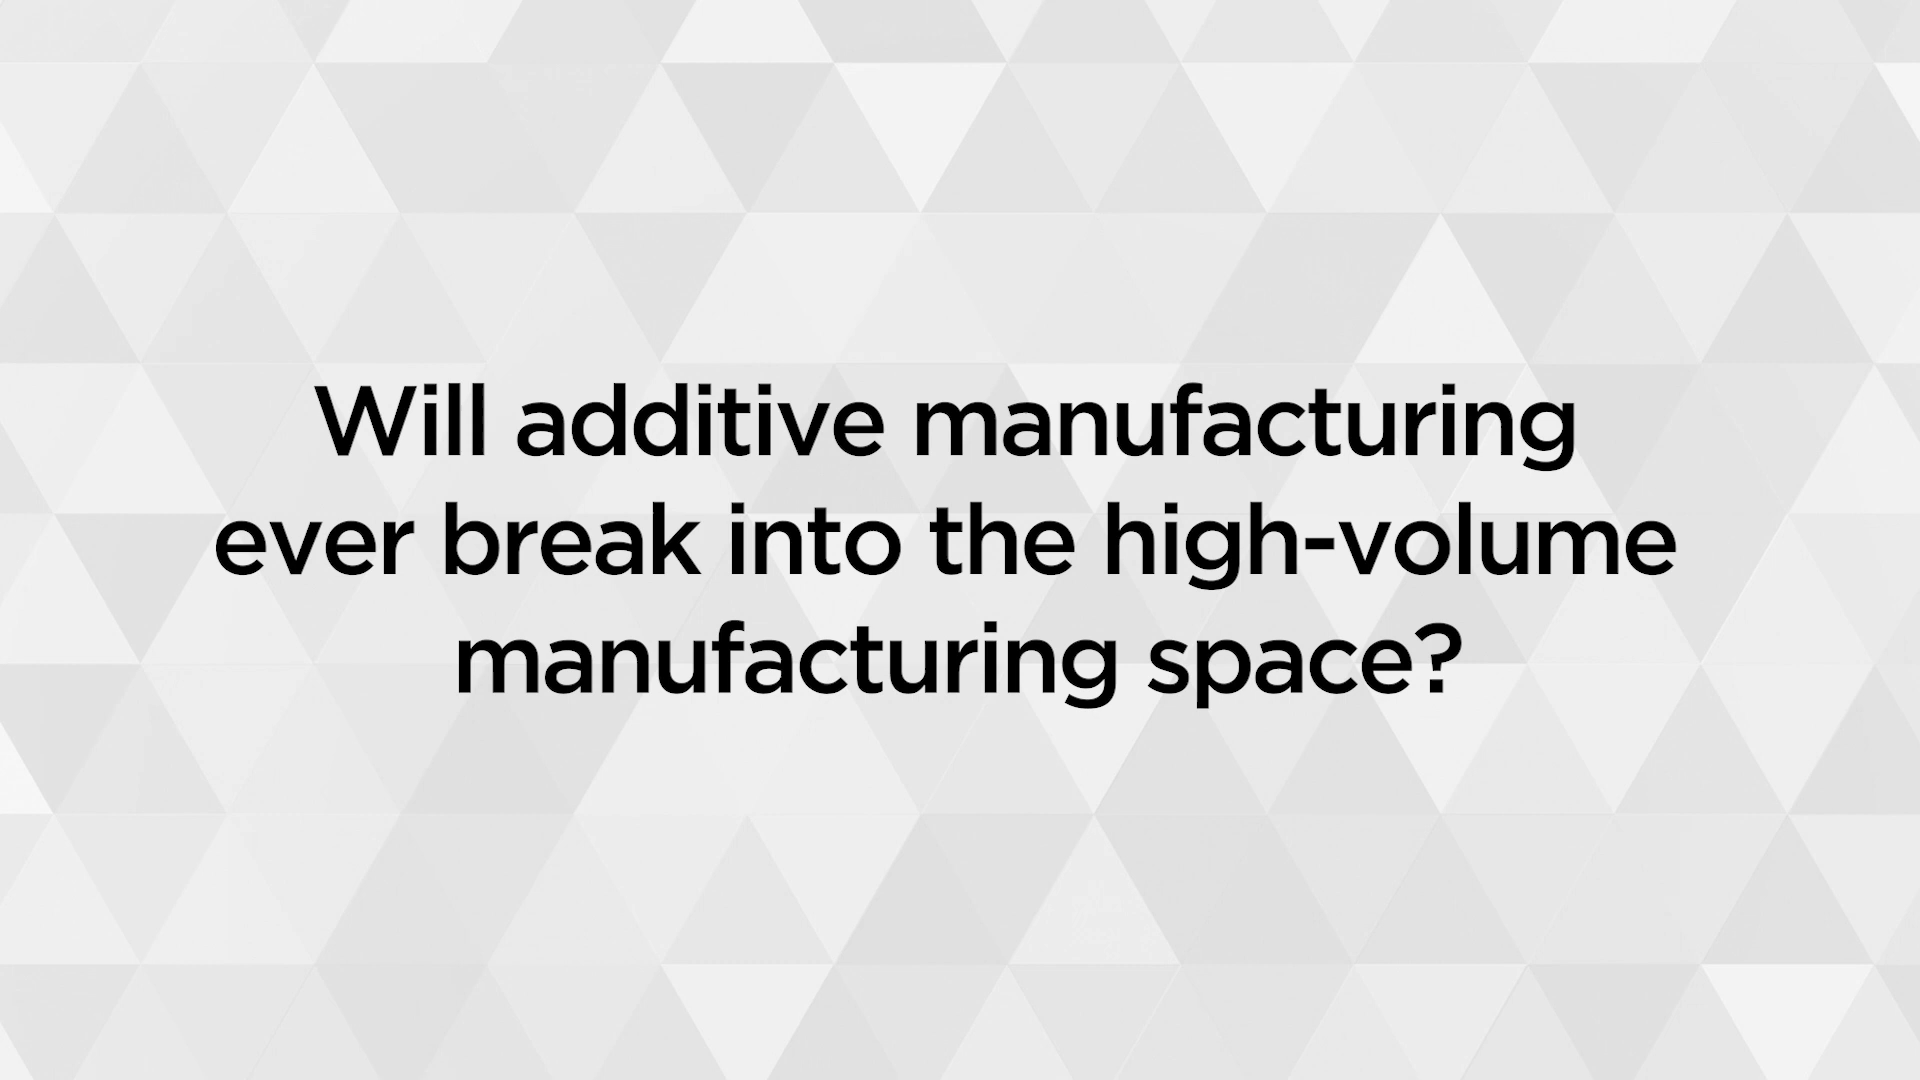 Will additive manufacturing
ever break into the high-volume
manufacturing space?